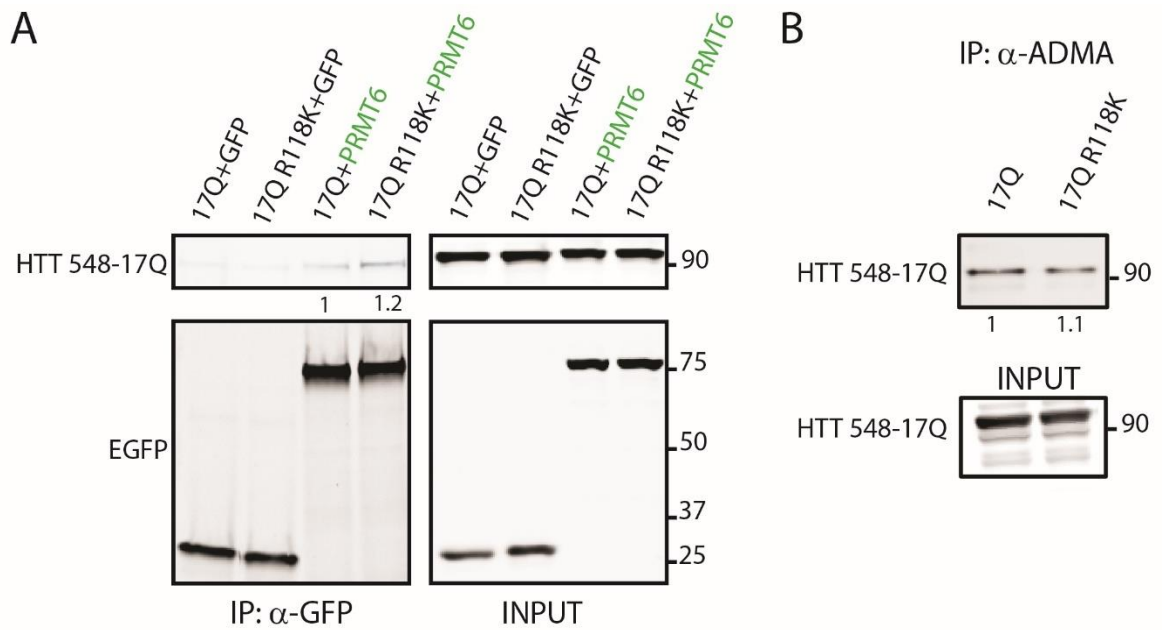 A
17Q+GFP
17Q R118K+GFP
17Q+PRMT6
17Q R118K+PRMT6
17Q+GFP
17Q R118K+GFP
17Q+PRMT6
17Q R118K+PRMT6
HTT 548-17Q
90
1 1.2
EGFP
75
50
37
25
IP: α-GFP
INPUT
B
IP: α-ADMA
17Q
17Q R118K
HTT 548-17Q
90
1 1.1
INPUT
HTT 548-17Q
90